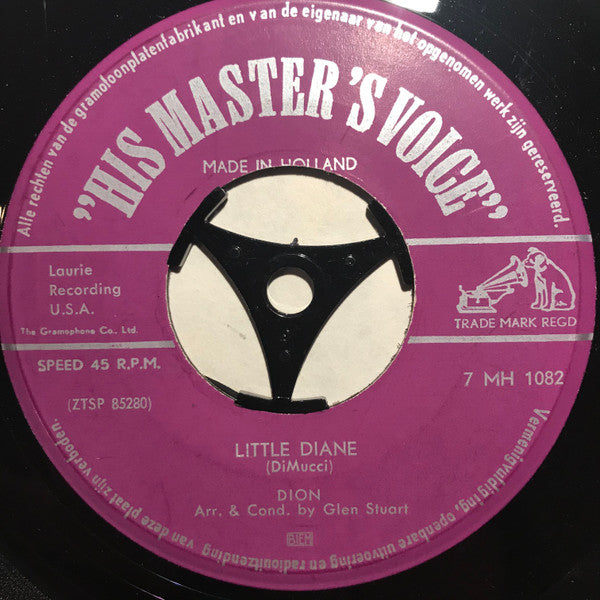 Alle rechten van de grammofoonplatenfabrikant en van de eigenaar van het opgenomen werk zijn gereserveerd.
"HIS MASTER'S VOICE"
MADE IN HOLLAND
Laurie
Recording
U.S.A.
The Gramophone Co., Ltd.
TRADE MARK REGD
SPEED 45 R.P.M.
7 MH 1082
(ZTSP 85280)
LITTLE DIANE
(DiMucci)
DION
Arr. & Cond. by Glen Stuart
BIEM
Vermenigvuldiging, openbare uitvoering en radiouitzending van deze plaat zijn verboden.